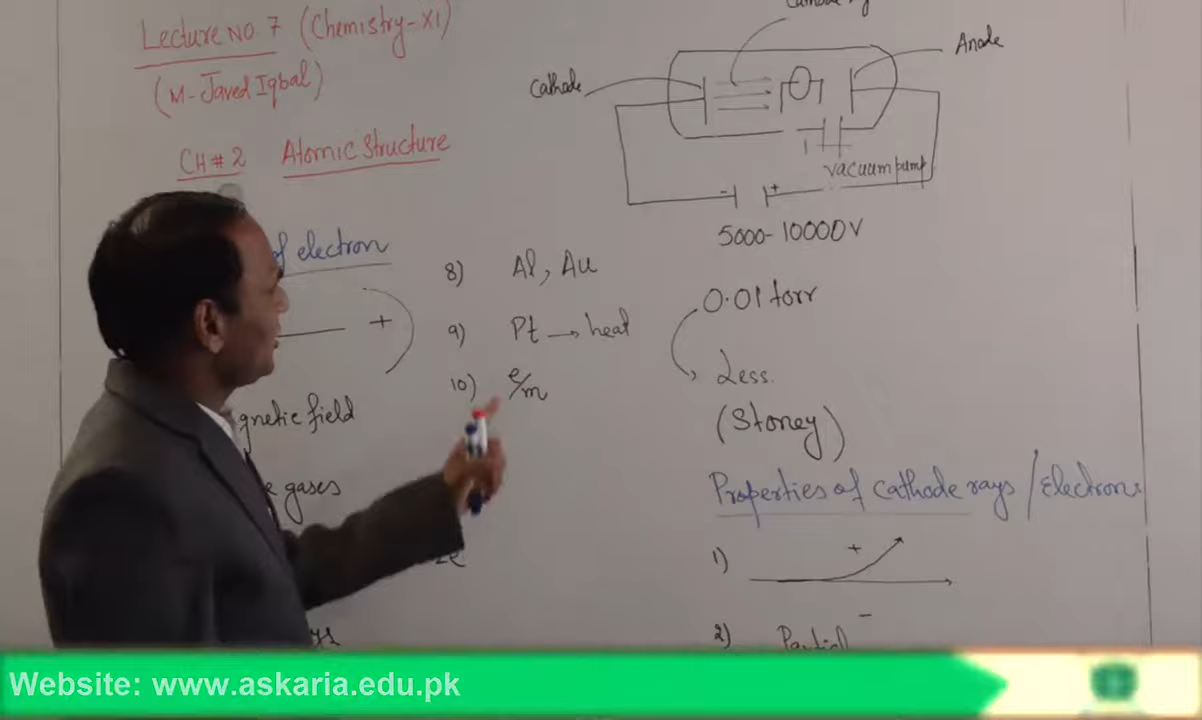 Lecture NO. 7 (Chemistry-XI)
(M-Javed Iqbal)
CH # 2 Atomic Structure
of electron
+
gnetic field
gases
8) Al, Au
9) Pt → heat
10) e/m
Cathode
Anode
vacuum pump
- +
5000-10000V
0.01 torr
Less.
(Stoney)
Properties of cathode rays / Electrons
1) +
-
2) Partial
Website: www.askaria.edu.pk